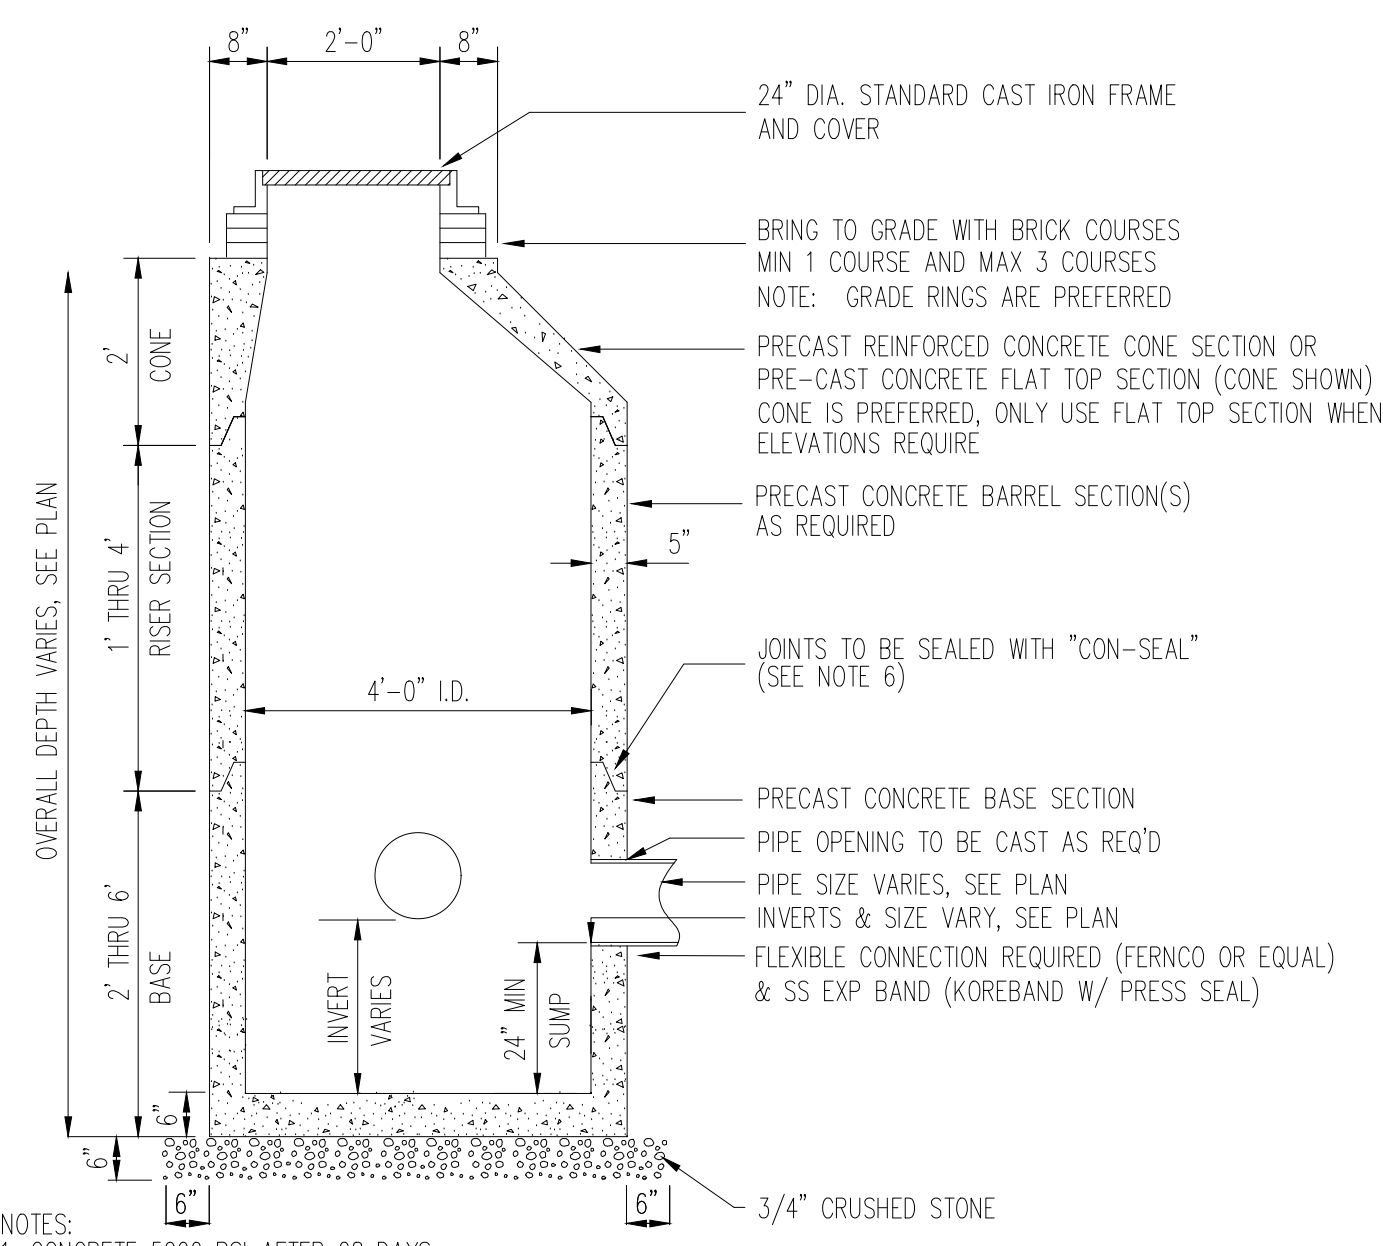 8"
2'-0"
8"
24" DIA. STANDARD CAST IRON FRAME
AND COVER
BRING TO GRADE WITH BRICK COURSES
MIN 1 COURSE AND MAX 3 COURSES
NOTE: GRADE RINGS ARE PREFERRED
PRECAST REINFORCED CONCRETE CONE SECTION OR
PRE-CAST CONCRETE FLAT TOP SECTION (CONE SHOWN)
CONE IS PREFERRED, ONLY USE FLAT TOP SECTION WHEN
ELEVATIONS REQUIRE
PRECAST CONCRETE BARREL SECTION(S)
AS REQUIRED
5"
JOINTS TO BE SEALED WITH "CON-SEAL"
(SEE NOTE 6)
4'-0" I.D.
PRECAST CONCRETE BASE SECTION
PIPE OPENING TO BE CAST AS REQ'D
PIPE SIZE VARIES, SEE PLAN
INVERTS & SIZE VARY, SEE PLAN
FLEXIBLE CONNECTION REQUIRED (FERNCO OR EQUAL)
& SS EXP BAND (KOREBAND W/ PRESS SEAL)
OVERALL DEPTH VARIES, SEE PLAN
2'
CONE
1' THRU 4'
RISER SECTION
2' THRU 6'
BASE
INVERT
VARIES
24" MIN
SUMP
6"
6"
6"
6"
3/4" CRUSHED STONE
NOTES: